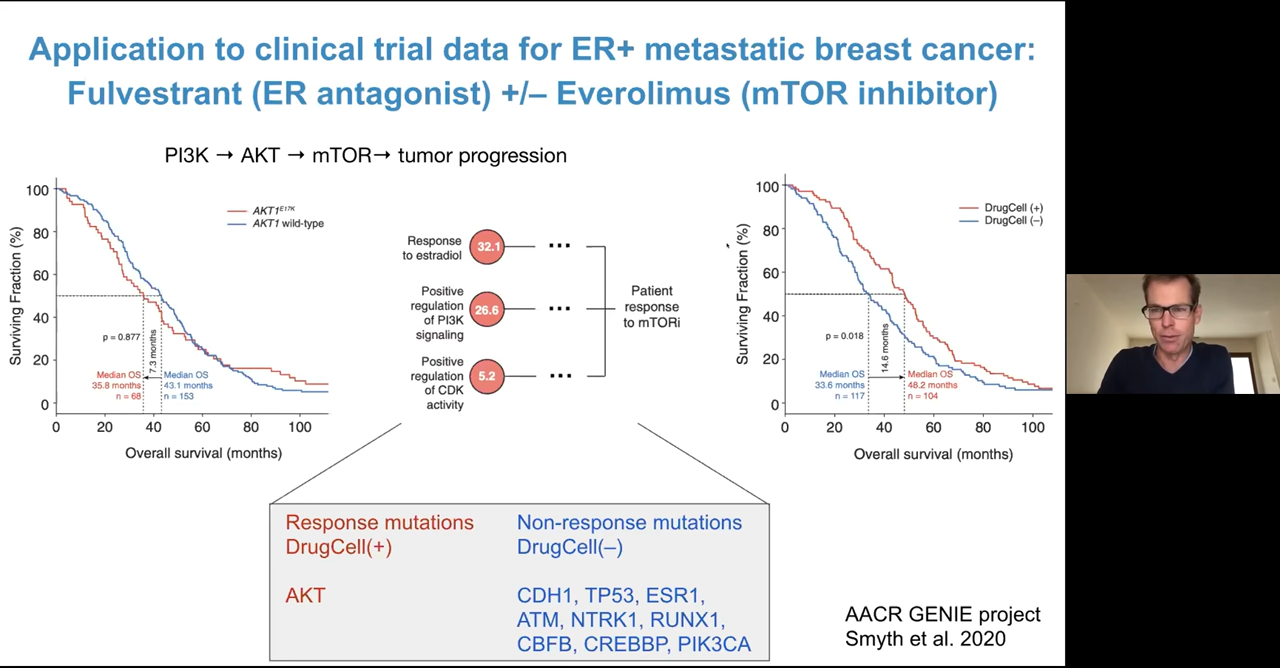 Application to clinical trial data for ER+ metastatic breast cancer:
Fulvestrant (ER antagonist) +/– Everolimus (mTOR inhibitor)
PI3K → AKT → mTOR→ tumor progression
Surviving Fraction (%)
100
80
60
40
20
0
AKT1E17K
AKT1 wild-type
p = 0.877
7.3 months
Median OS
35.8 months
n = 68
Median OS
43.1 months
n = 153
0 20 40 60 80 100
Overall survival (months)
Response
to estradiol
32.1
...
Positive
regulation
of PI3K
signaling
26.6
...
Positive
regulation
of CDK
activity
5.2
...
Patient
response
to mTORi
Surviving Fraction (%)
100
80
60
40
20
0
DrugCell (+)
DrugCell (–)
p = 0.018
14.6 months
Median OS
33.6 months
n = 117
Median OS
48.2 months
n = 104
0 20 40 60 80 100
Overall survival (months)
Response mutations
DrugCell(+)
AKT
Non-response mutations
DrugCell(–)
CDH1, TP53, ESR1,
ATM, NTRK1, RUNX1,
CBFB, CREBBP, PIK3CA
AACR GENIE project
Smyth et al. 2020